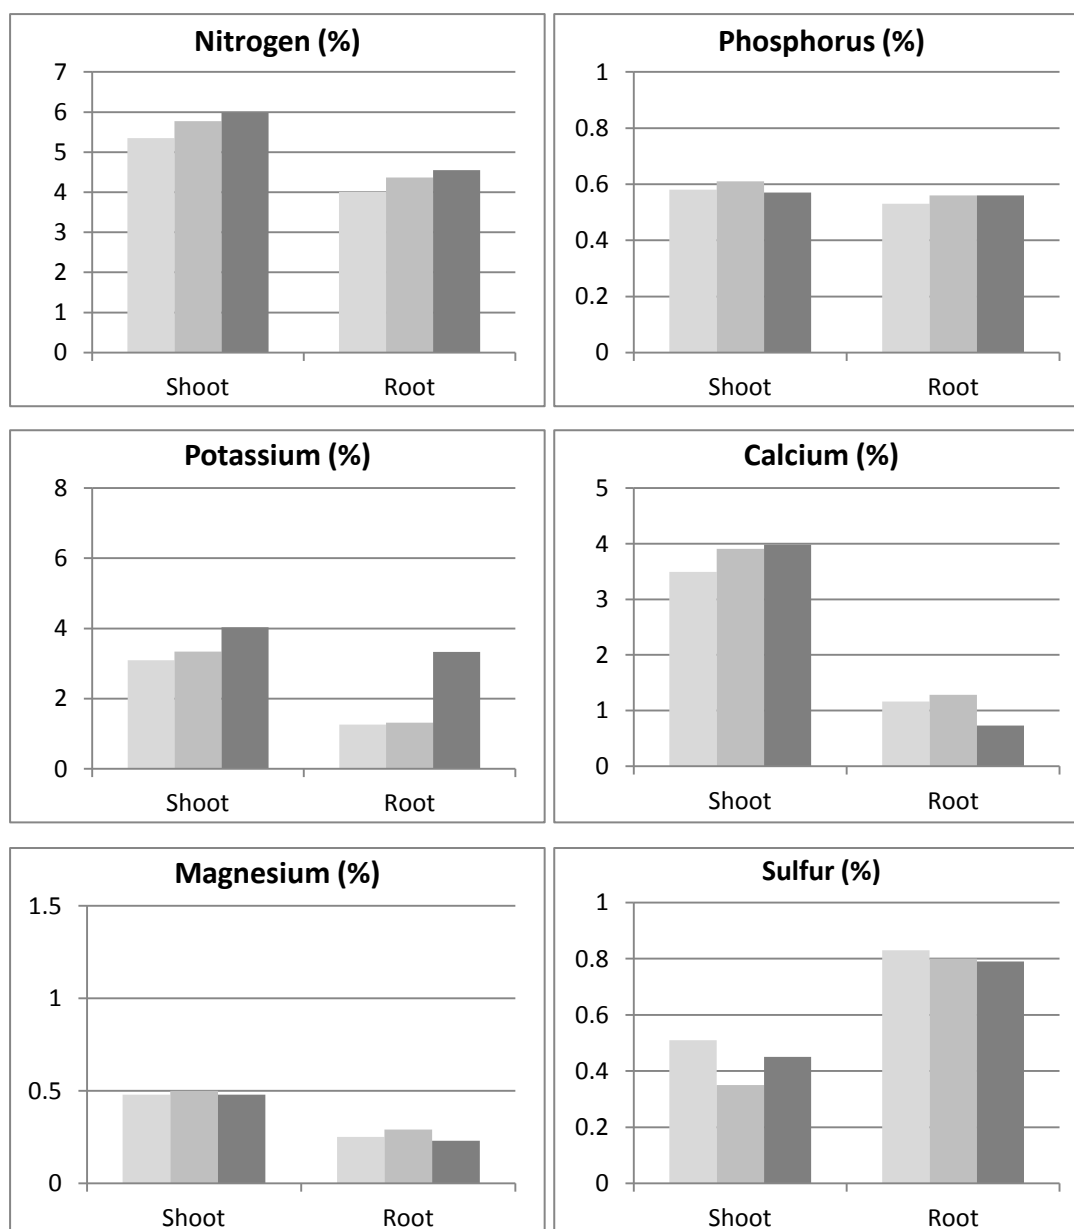 Nitrogen (%)
7
6
5
4
3
2
1
0
Shoot Root
Phosphorus (%)
1
0.8
0.6
0.4
0.2
0
Shoot Root
Potassium (%)
8
6
4
2
0
Shoot Root
Calcium (%)
5
4
3
2
1
0
Shoot Root
Magnesium (%)
1.5
1
0.5
0
Shoot Root
Sulfur (%)
1
0.8
0.6
0.4
0.2
0
Shoot Root